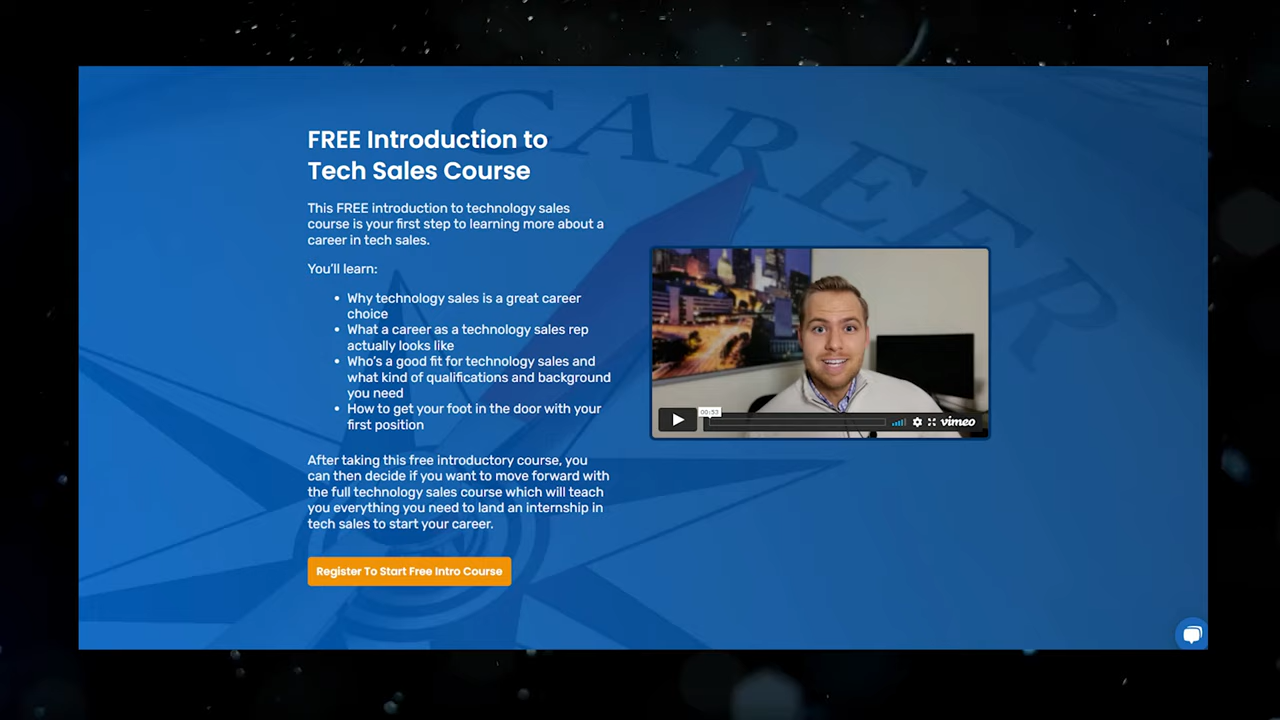 CAREER
FREE Introduction to
Tech Sales Course
This FREE introduction to technology sales
course is your first step to learning more about a
career in tech sales.
You'll learn:
• Why technology sales is a great career
choice
• What a career as a technology sales rep
actually looks like
• Who's a good fit for technology sales and
what kind of qualifications and background
you need
• How to get your foot in the door with your
first position
After taking this free introductory course, you
can then decide if you want to move forward with
the full technology sales course which will teach
you everything you need to land an internship in
tech sales to start your career.
Register To Start Free Intro Course
00:53
vimeo